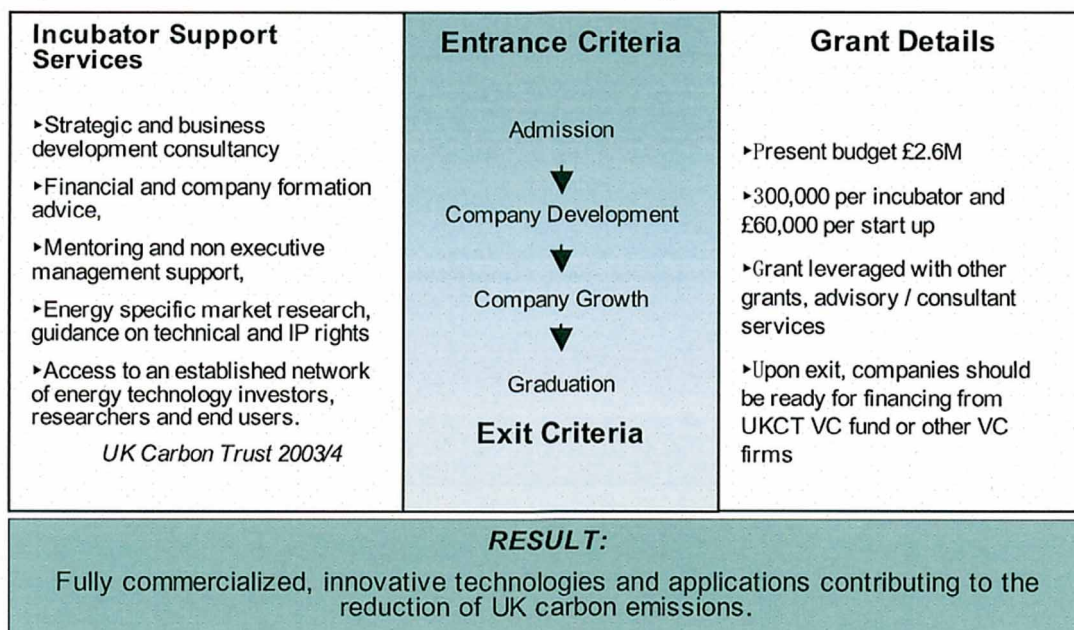 Incubator Support
Services
▸Strategic and business
development consultancy
▸Financial and company formation
advice,
▸Mentoring and non executive
management support,
▸Energy specific market research,
guidance on technical and IP rights
▸Access to an established network
of energy technology investors,
researchers and end users.
UK Carbon Trust 2003/4
Entrance Criteria
Admission
Company Development
Company Growth
Graduation
Exit Criteria
Grant Details
▸Present budget £2.6M
▸300,000 per incubator and
£60,000 per start up
▸Grant leveraged with other
grants, advisory / consultant
services
▸Upon exit, companies should
be ready for financing from
UKCT VC fund or other VC
firms
RESULT:
Fully commercialized, innovative technologies and applications contributing to the
reduction of UK carbon emissions.